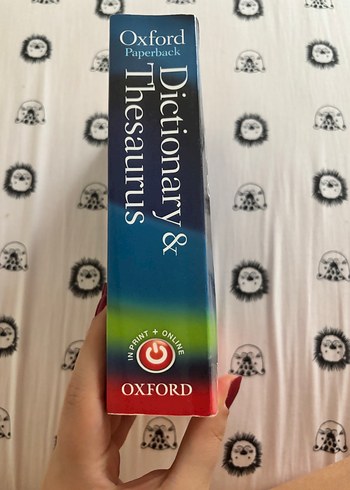 Oxford
Paperback
Dictionary &
Thesaurus
IN PRINT + ONLINE
OXFORD